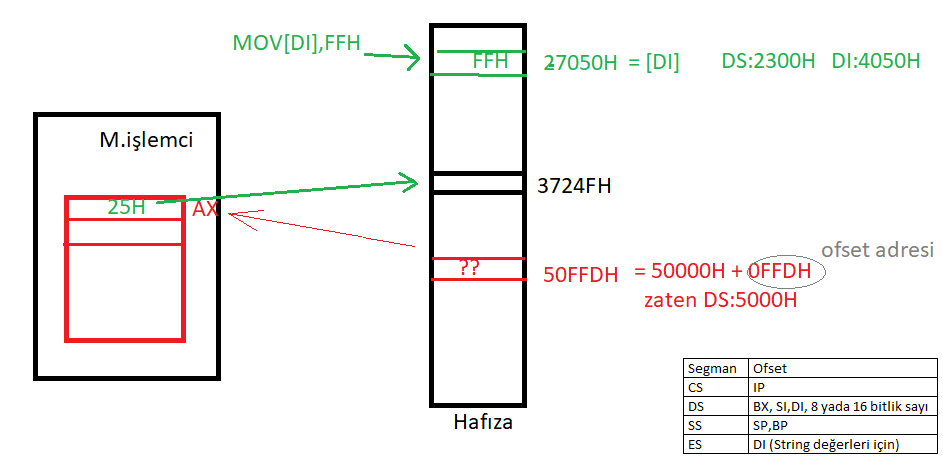 MOV[DI],FFH
FFH
27050H = [DI]
DS:2300H DI:4050H
M.işlemci
25H
AX
3724FH
ofset adresi
??
50FFDH
= 50000H + 0FFDH
zaten DS:5000H
Hafıza
Segman Ofset
CS IP
DS BX, SI,DI, 8 yada 16 bitlik sayı
SS SP,BP
ES DI (String değerleri için)